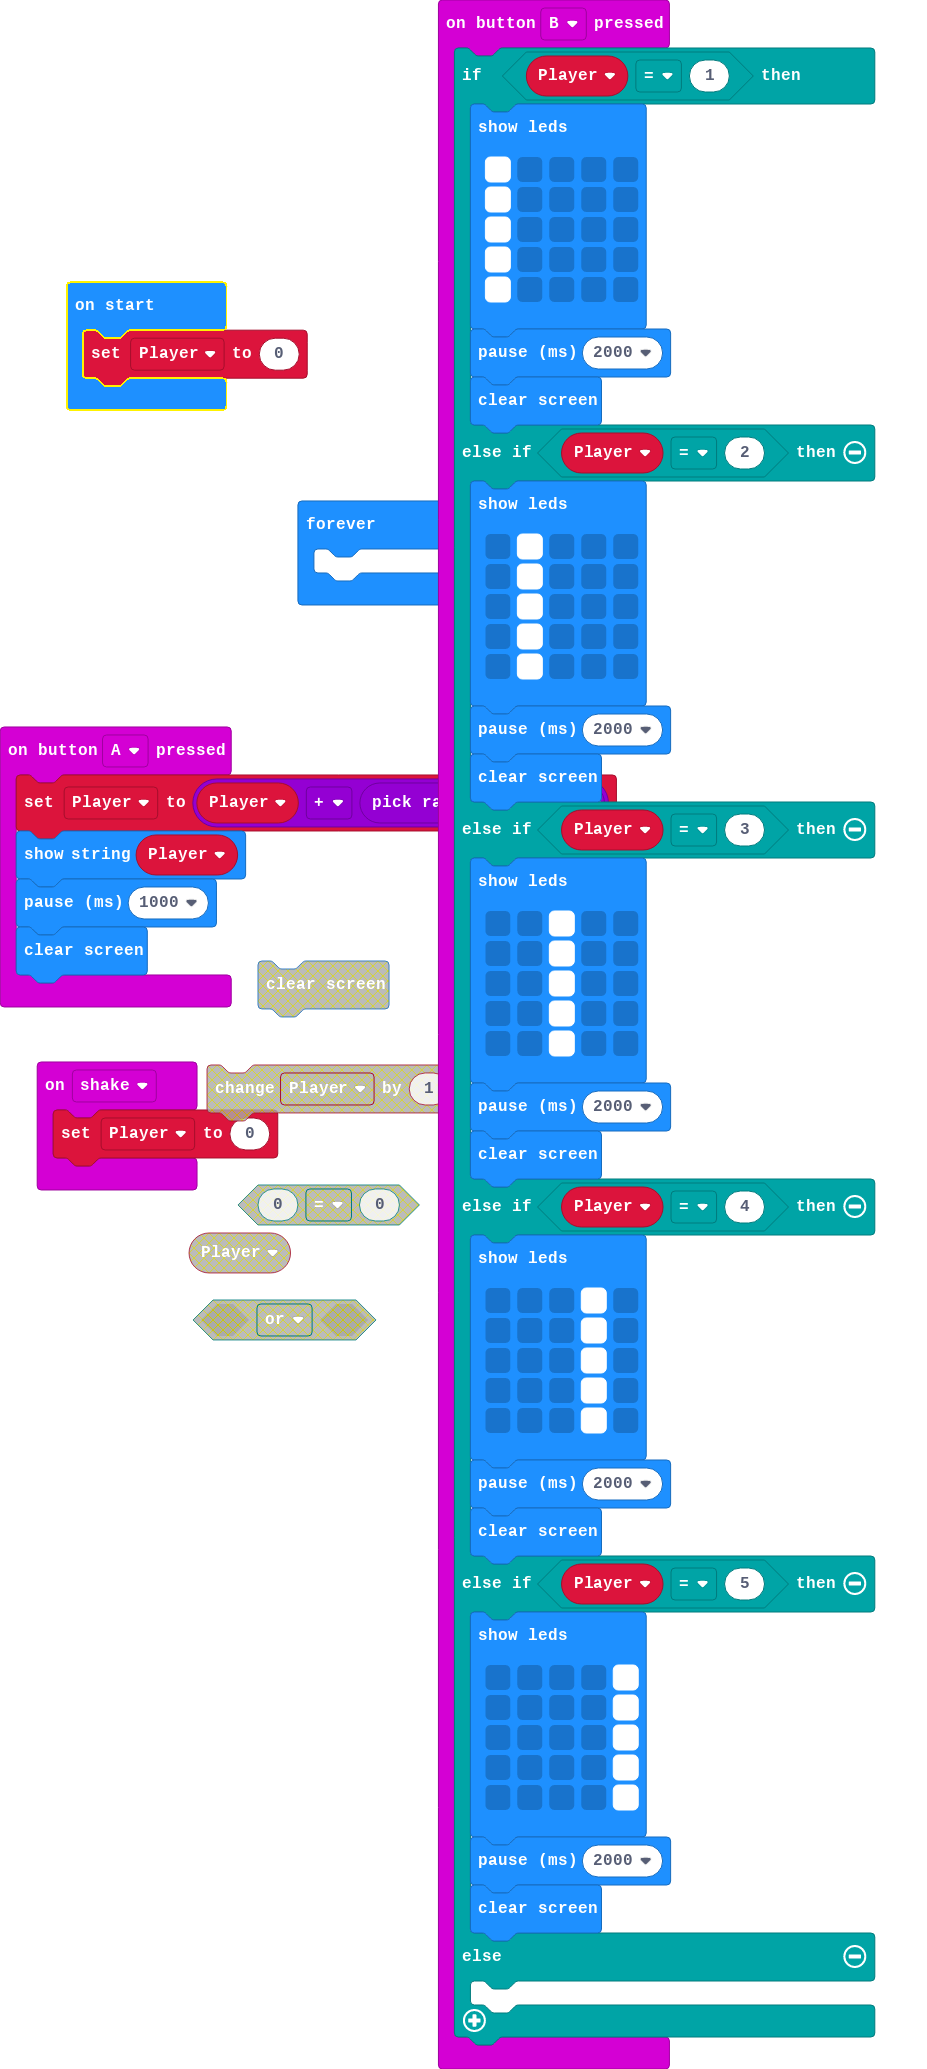 on start
set Player to 0
forever
on button A pressed
set Player to Player + pick
show string Player
pause (ms) 1000
clear screen
clear screen
on shake
set Player to 0
change Player by 1
0 = 0
Player
or
on button B pressed
if Player = 1 then
show leds
pause (ms) 2000
clear screen
else if Player = 2 then
show leds
pause (ms) 2000
clear screen
else if Player = 3 then
show leds
pause (ms) 2000
clear screen
else if Player = 4 then
show leds
pause (ms) 2000
clear screen
else if Player = 5 then
show leds
pause (ms) 2000
clear screen
else